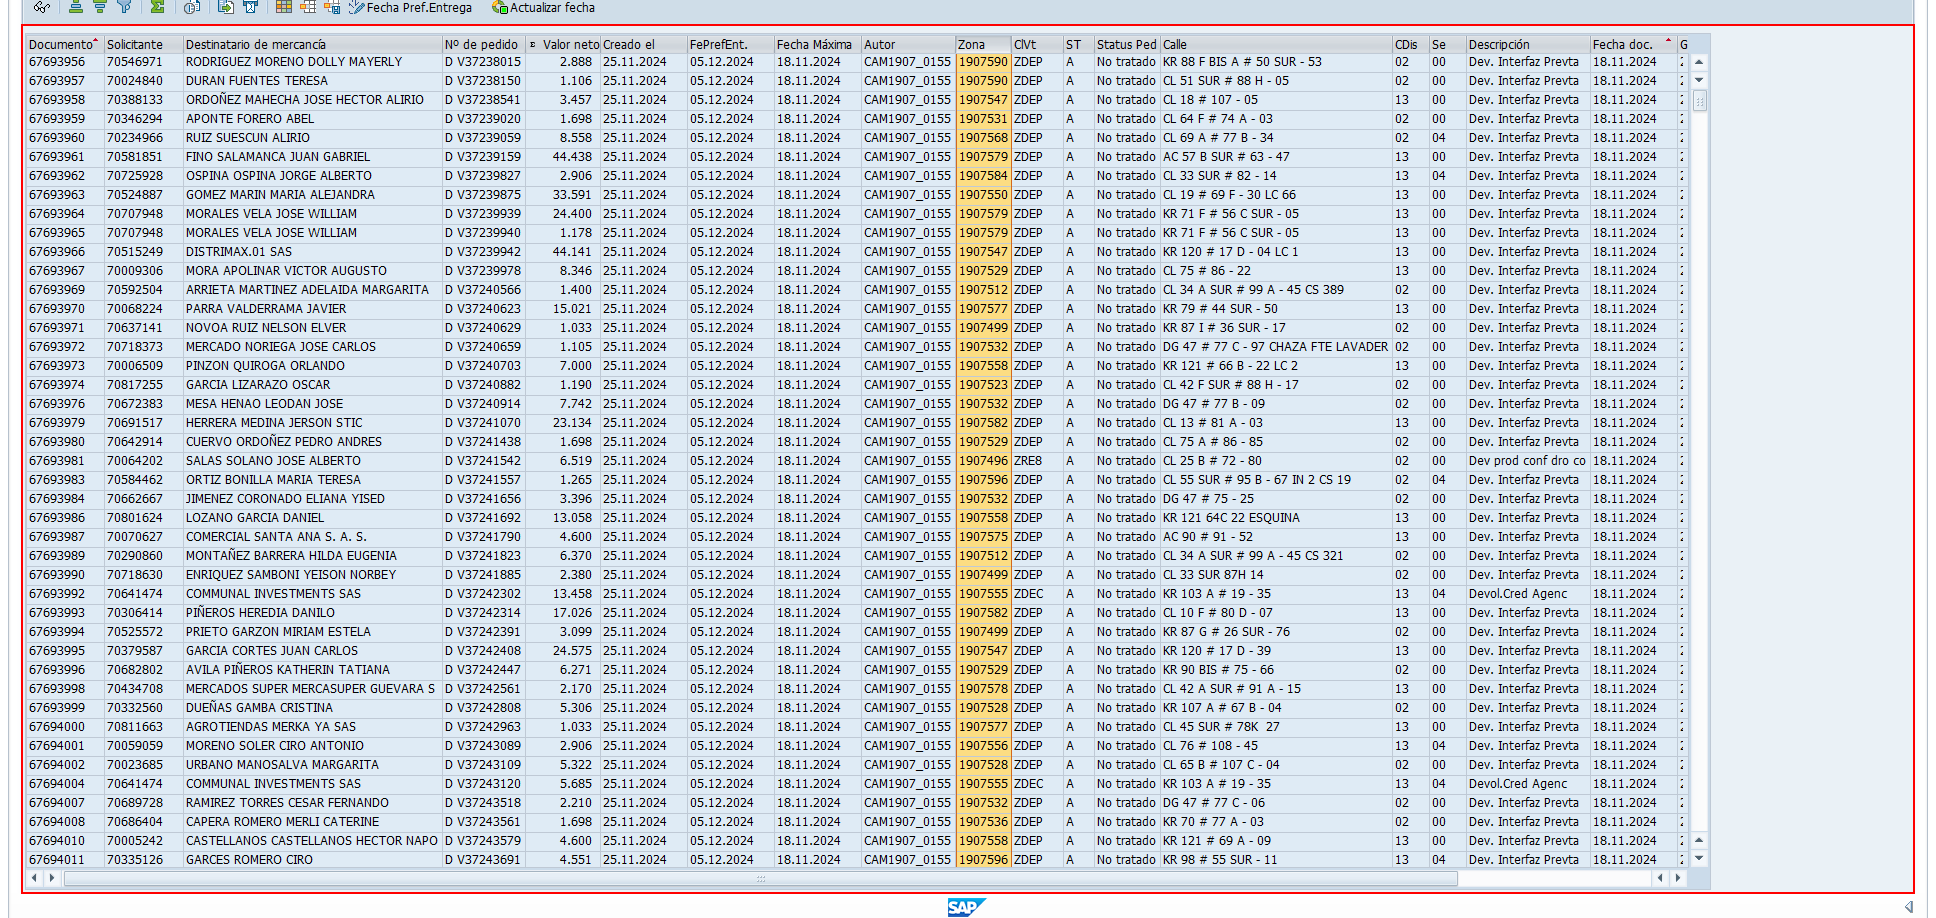 Fecha Pref.Entrega Actualizar fecha
Documento Solicitante Destinatario de mercancía Nº de pedido Σ Valor neto Creado el FePrefEnt. Fecha Máxima Autor Zona ClVt ST Status Ped Calle CDis Se Descripción Fecha doc. G
67693956 70546971 RODRIGUEZ MORENO DOLLY MAYERLY D V37238015 2.888 25.11.2024 05.12.2024 18.11.2024 CAM1907_0155 1907590 ZDEP A No tratado KR 88 F BIS A # 50 SUR - 53 02 00 Dev. Interfaz Prevta 18.11.2024
67693957 70024840 DURAN FUENTES TERESA D V37238150 1.106 25.11.2024 05.12.2024 18.11.2024 CAM1907_0155 1907590 ZDEP A No tratado CL 51 SUR # 88 H - 05 02 00 Dev. Interfaz Prevta 18.11.2024
67693958 70388133 ORDOÑEZ MAHECHA JOSE HECTOR ALIRIO D V37238541 3.457 25.11.2024 05.12.2024 18.11.2024 CAM1907_0155 1907547 ZDEP A No tratado CL 18 # 107 - 05 13 00 Dev. Interfaz Prevta 18.11.2024
67693959 70346294 APONTE FORERO ABEL D V37239020 1.698 25.11.2024 05.12.2024 18.11.2024 CAM1907_0155 1907531 ZDEP A No tratado CL 64 F # 74 A - 03 02 00 Dev. Interfaz Prevta 18.11.2024
67693960 70234966 RUIZ SUESCUN ALIRIO D V37239059 8.558 25.11.2024 05.12.2024 18.11.2024 CAM1907_0155 1907568 ZDEP A No tratado CL 69 A # 77 B - 34 02 04 Dev. Interfaz Prevta 18.11.2024
67693961 70581851 FINO SALAMANCA JUAN GABRIEL D V37239159 44.438 25.11.2024 05.12.2024 18.11.2024 CAM1907_0155 1907579 ZDEP A No tratado AC 57 B SUR # 63 - 47 13 00 Dev. Interfaz Prevta 18.11.2024
67693962 70725928 OSPINA OSPINA JORGE ALBERTO D V37239827 2.906 25.11.2024 05.12.2024 18.11.2024 CAM1907_0155 1907584 ZDEP A No tratado CL 33 SUR # 82 - 14 13 04 Dev. Interfaz Prevta 18.11.2024
67693963 70524887 GOMEZ MARIN MARIA ALEJANDRA D V37239875 33.591 25.11.2024 05.12.2024 18.11.2024 CAM1907_0155 1907550 ZDEP A No tratado CL 19 # 69 F - 30 LC 66 13 00 Dev. Interfaz Prevta 18.11.2024
67693964 70707948 MORALES VELA JOSE WILLIAM D V37239939 24.400 25.11.2024 05.12.2024 18.11.2024 CAM1907_0155 1907579 ZDEP A No tratado KR 71 F # 56 C SUR - 05 13 00 Dev. Interfaz Prevta 18.11.2024
67693965 70707948 MORALES VELA JOSE WILLIAM D V37239940 1.178 25.11.2024 05.12.2024 18.11.2024 CAM1907_0155 1907579 ZDEP A No tratado KR 71 F # 56 C SUR - 05 13 00 Dev. Interfaz Prevta 18.11.2024
67693966 70515249 DISTRIMAX.01 SAS D V37239942 44.141 25.11.2024 05.12.2024 18.11.2024 CAM1907_0155 1907547 ZDEP A No tratado KR 120 # 17 D - 04 LC 1 13 00 Dev. Interfaz Prevta 18.11.2024
67693967 70009306 MORA APOLINAR VICTOR AUGUSTO D V37239978 8.346 25.11.2024 05.12.2024 18.11.2024 CAM1907_0155 1907529 ZDEP A No tratado CL 75 # 86 - 22 13 00 Dev. Interfaz Prevta 18.11.2024
67693969 70592504 ARRIETA MARTINEZ ADELAIDA MARGARITA D V37240566 1.400 25.11.2024 05.12.2024 18.11.2024 CAM1907_0155 1907512 ZDEP A No tratado CL 34 A SUR # 99 A - 45 CS 389 02 00 Dev. Interfaz Prevta 18.11.2024
67693970 70068224 PARRA VALDERRAMA JAVIER D V37240623 15.021 25.11.2024 05.12.2024 18.11.2024 CAM1907_0155 1907577 ZDEP A No tratado KR 79 # 44 SUR - 50 13 00 Dev. Interfaz Prevta 18.11.2024
67693971 70637141 NOVOA RUIZ NELSON ELVER D V37240629 1.033 25.11.2024 05.12.2024 18.11.2024 CAM1907_0155 1907499 ZDEP A No tratado KR 87 I # 36 SUR - 17 02 00 Dev. Interfaz Prevta 18.11.2024
67693972 70718373 MERCADO NORIEGA JOSE CARLOS D V37240659 1.105 25.11.2024 05.12.2024 18.11.2024 CAM1907_0155 1907532 ZDEP A No tratado DG 47 # 77 C - 97 CHAZA FTE LAVADER 02 00 Dev. Interfaz Prevta 18.11.2024
67693973 70006509 PINZON QUIROGA ORLANDO D V37240703 7.000 25.11.2024 05.12.2024 18.11.2024 CAM1907_0155 1907558 ZDEP A No tratado KR 121 # 66 B - 22 LC 2 13 00 Dev. Interfaz Prevta 18.11.2024
67693974 70817255 GARCIA LIZARAZO OSCAR D V37240882 1.190 25.11.2024 05.12.2024 18.11.2024 CAM1907_0155 1907523 ZDEP A No tratado CL 42 F SUR # 88 H - 17 02 00 Dev. Interfaz Prevta 18.11.2024
67693976 70672383 MESA HENAO LEODAN JOSE D V37240914 7.742 25.11.2024 05.12.2024 18.11.2024 CAM1907_0155 1907532 ZDEP A No tratado DG 47 # 77 B - 09 02 00 Dev. Interfaz Prevta 18.11.2024
67693979 70691517 HERRERA MEDINA JERSON STIC D V37241070 23.134 25.11.2024 05.12.2024 18.11.2024 CAM1907_0155 1907582 ZDEP A No tratado CL 13 # 81 A - 03 13 00 Dev. Interfaz Prevta 18.11.2024
67693980 70642914 CUERVO ORDOÑEZ PEDRO ANDRES D V37241438 1.698 25.11.2024 05.12.2024 18.11.2024 CAM1907_0155 1907529 ZDEP A No tratado CL 75 A # 86 - 85 02 00 Dev. Interfaz Prevta 18.11.2024
67693981 70064202 SALAS SOLANO JOSE ALBERTO D V37241542 6.519 25.11.2024 05.12.2024 18.11.2024 CAM1907_0155 1907496 ZRE8 A No tratado CL 25 B # 72 - 80 02 00 Dev prod conf dro co 18.11.2024
67693983 70584462 ORTIZ BONILLA MARIA TERESA D V37241557 1.265 25.11.2024 05.12.2024 18.11.2024 CAM1907_0155 1907596 ZDEP A No tratado CL 55 SUR # 95 B - 67 IN 2 CS 19 02 04 Dev. Interfaz Prevta 18.11.2024
67693984 70662667 JIMENEZ CORONADO ELIANA YISED D V37241656 3.396 25.11.2024 05.12.2024 18.11.2024 CAM1907_0155 1907532 ZDEP A No tratado DG 47 # 75 - 25 02 00 Dev. Interfaz Prevta 18.11.2024
67693986 70801624 LOZANO GARCIA DANIEL D V37241692 13.058 25.11.2024 05.12.2024 18.11.2024 CAM1907_0155 1907558 ZDEP A No tratado KR 121 64C 22 ESQUINA 13 00 Dev. Interfaz Prevta 18.11.2024
67693987 70070627 COMERCIAL SANTA ANA S. A. S. D V37241790 4.600 25.11.2024 05.12.2024 18.11.2024 CAM1907_0155 1907575 ZDEP A No tratado AC 90 # 91 - 52 13 00 Dev. Interfaz Prevta 18.11.2024
67693989 70290860 MONTAÑEZ BARRERA HILDA EUGENIA D V37241823 6.370 25.11.2024 05.12.2024 18.11.2024 CAM1907_0155 1907512 ZDEP A No tratado CL 34 A SUR # 99 A - 45 CS 321 02 00 Dev. Interfaz Prevta 18.11.2024
67693990 70718630 ENRIQUEZ SAMBONI YEISON NORBEY D V37241885 2.380 25.11.2024 05.12.2024 18.11.2024 CAM1907_0155 1907499 ZDEP A No tratado CL 33 SUR 87H 14 02 00 Dev. Interfaz Prevta 18.11.2024
67693992 70641474 COMMUNAL INVESTMENTS SAS D V37242302 13.458 25.11.2024 05.12.2024 18.11.2024 CAM1907_0155 1907555 ZDEC A No tratado KR 103 A # 19 - 35 13 04 Devol.Cred Agenc 18.11.2024
67693993 70306414 PIÑEROS HEREDIA DANILO D V37242314 17.026 25.11.2024 05.12.2024 18.11.2024 CAM1907_0155 1907582 ZDEP A No tratado CL 10 F # 80 D - 07 13 00 Dev. Interfaz Prevta 18.11.2024
67693994 70525572 PRIETO GARZON MIRIAM ESTELA D V37242391 3.099 25.11.2024 05.12.2024 18.11.2024 CAM1907_0155 1907499 ZDEP A No tratado KR 87 G # 26 SUR - 76 02 00 Dev. Interfaz Prevta 18.11.2024
67693995 70379587 GARCIA CORTES JUAN CARLOS D V37242408 24.575 25.11.2024 05.12.2024 18.11.2024 CAM1907_0155 1907547 ZDEP A No tratado KR 120 # 17 D - 39 13 00 Dev. Interfaz Prevta 18.11.2024
67693996 70682802 AVILA PIÑEROS KATHERIN TATIANA D V37242447 6.271 25.11.2024 05.12.2024 18.11.2024 CAM1907_0155 1907529 ZDEP A No tratado KR 90 BIS # 75 - 66 02 00 Dev. Interfaz Prevta 18.11.2024
67693998 70434708 MERCADOS SUPER MERCASUPER GUEVARA S D V37242561 2.170 25.11.2024 05.12.2024 18.11.2024 CAM1907_0155 1907578 ZDEP A No tratado CL 42 A SUR # 91 A - 15 13 00 Dev. Interfaz Prevta 18.11.2024
67693999 70332560 DUEÑAS GAMBA CRISTINA D V37242808 5.306 25.11.2024 05.12.2024 18.11.2024 CAM1907_0155 1907528 ZDEP A No tratado KR 107 A # 67 B - 04 02 00 Dev. Interfaz Prevta 18.11.2024
67694000 70811663 AGROTIENDAS MERKA YA SAS D V37242963 1.033 25.11.2024 05.12.2024 18.11.2024 CAM1907_0155 1907577 ZDEP A No tratado CL 45 SUR # 78K 27 13 00 Dev. Interfaz Prevta 18.11.2024
67694001 70059059 MORENO SOLER CIRO ANTONIO D V37243089 2.906 25.11.2024 05.12.2024 18.11.2024 CAM1907_0155 1907556 ZDEP A No tratado CL 76 # 108 - 45 13 04 Dev. Interfaz Prevta 18.11.2024
67694002 70023685 URBANO MANOSALVA MARGARITA D V37243109 5.322 25.11.2024 05.12.2024 18.11.2024 CAM1907_0155 1907528 ZDEP A No tratado CL 65 B # 107 C - 04 02 00 Dev. Interfaz Prevta 18.11.2024
67694004 70641474 COMMUNAL INVESTMENTS SAS D V37243120 5.685 25.11.2024 05.12.2024 18.11.2024 CAM1907_0155 1907555 ZDEC A No tratado KR 103 A # 19 - 35 13 04 Devol.Cred Agenc 18.11.2024
67694007 70689728 RAMIREZ TORRES CESAR FERNANDO D V37243518 2.210 25.11.2024 05.12.2024 18.11.2024 CAM1907_0155 1907532 ZDEP A No tratado DG 47 # 77 C - 06 02 00 Dev. Interfaz Prevta 18.11.2024
67694008 70686404 CAPERA ROMERO MERLI CATERINE D V37243561 1.698 25.11.2024 05.12.2024 18.11.2024 CAM1907_0155 1907536 ZDEP A No tratado KR 70 # 77 A - 03 02 00 Dev. Interfaz Prevta 18.11.2024
67694010 70005242 CASTELLANOS CASTELLANOS HECTOR NAPO D V37243579 4.600 25.11.2024 05.12.2024 18.11.2024 CAM1907_0155 1907558 ZDEP A No tratado KR 121 # 69 A - 09 13 00 Dev. Interfaz Prevta 18.11.2024
67694011 70335126 GARCES ROMERO CIRO D V37243691 4.551 25.11.2024 05.12.2024 18.11.2024 CAM1907_0155 1907596 ZDEP A No tratado KR 98 # 55 SUR - 11 13 04 Dev. Interfaz Prevta 18.11.2024
SAP